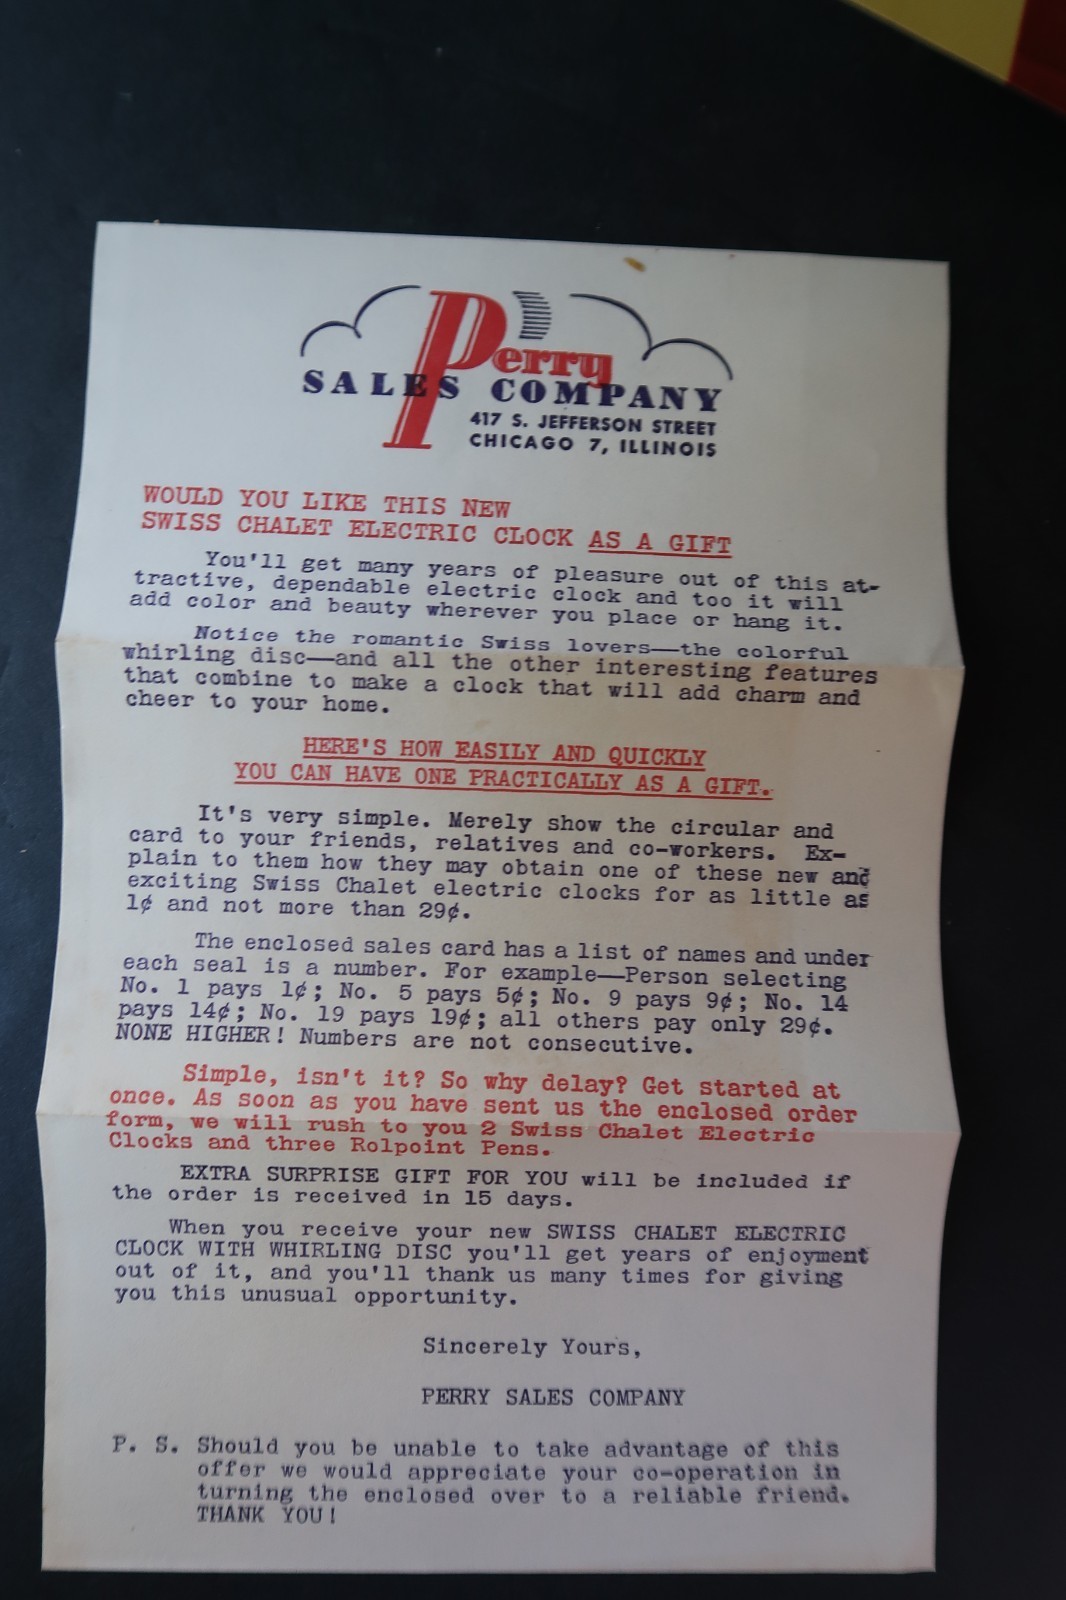 Perry
SALES COMPANY
417 S. JEFFERSON STREET
CHICAGO 7, ILLINOIS
WOULD YOU LIKE THIS NEW
SWISS CHALET ELECTRIC CLOCK AS A GIFT
You'll get many years of pleasure out of this at-
tractive, dependable electric clock and too it will
add color and beauty wherever you place or hang it.
Notice the romantic Swiss lovers—the colorful
whirling disc—and all the other interesting features
that combine to make a clock that will add charm and
cheer to your home.
HERE'S HOW EASILY AND QUICKLY
YOU CAN HAVE ONE PRACTICALLY AS A GIFT.
It's very simple. Merely show the circular and
card to your friends, relatives and co-workers. Ex-
plain to them how they may obtain one of these new and
exciting Swiss Chalet electric clocks for as little as
1¢ and not more than 29¢.
The enclosed sales card has a list of names and under
each seal is a number. For example—Person selecting
No. 1 pays 1¢; No. 5 pays 5¢; No. 9 pays 9¢; No. 14
pays 14¢; No. 19 pays 19¢; all others pay only 29¢.
NONE HIGHER! Numbers are not consecutive.
Simple, isn't it? So why delay? Get started at
once. As soon as you have sent us the enclosed order
form, we will rush to you 2 Swiss Chalet Electric
Clocks and three Rolpoint Pens.
EXTRA SURPRISE GIFT FOR YOU will be included if
the order is received in 15 days.
When you receive your new SWISS CHALET ELECTRIC
CLOCK WITH WHIRLING DISC you'll get years of enjoyment
out of it, and you'll thank us many times for giving
you this unusual opportunity.
Sincerely Yours,
PERRY SALES COMPANY
P. S. Should you be unable to take advantage of this
offer we would appreciate your co-operation in
turning the enclosed over to a reliable friend.
THANK YOU!